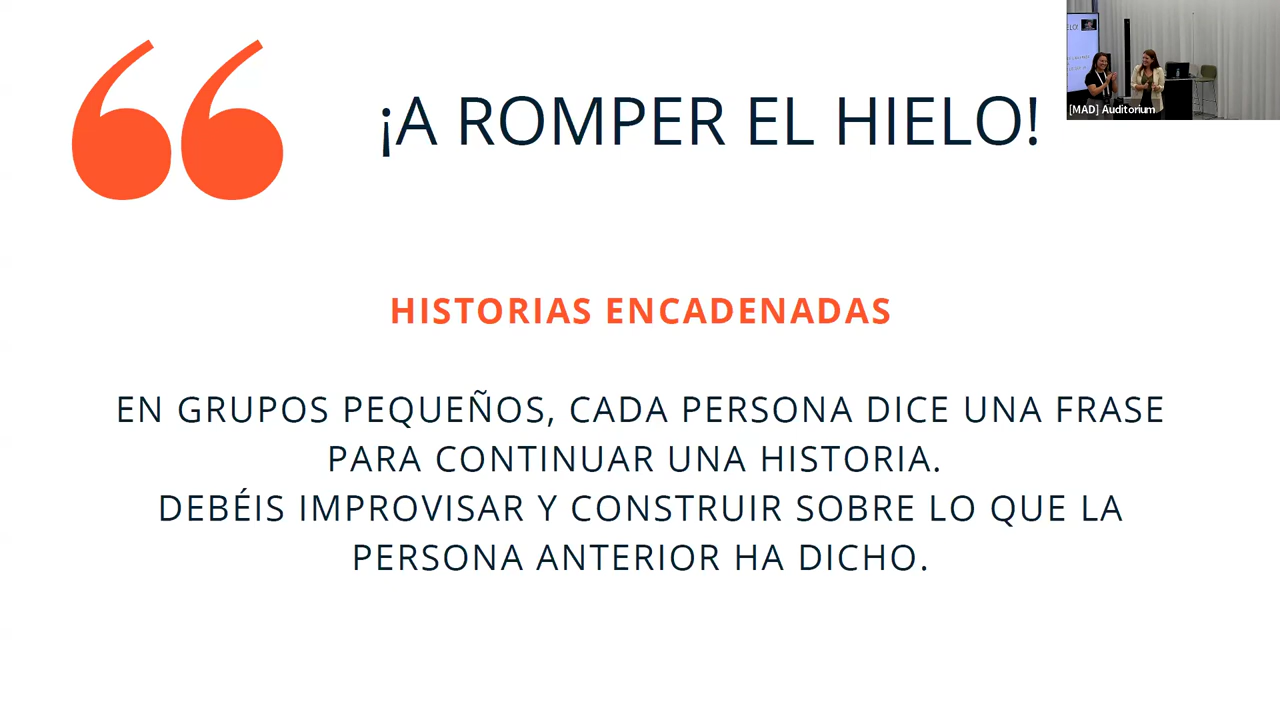 ¡A ROMPER EL HIELO!
[MAD] Auditorium
HISTORIAS ENCADENADAS
EN GRUPOS PEQUEÑOS, CADA PERSONA DICE UNA FRASE
PARA CONTINUAR UNA HISTORIA.
DEBÉIS IMPROVISAR Y CONSTRUIR SOBRE LO QUE LA
PERSONA ANTERIOR HA DICHO.